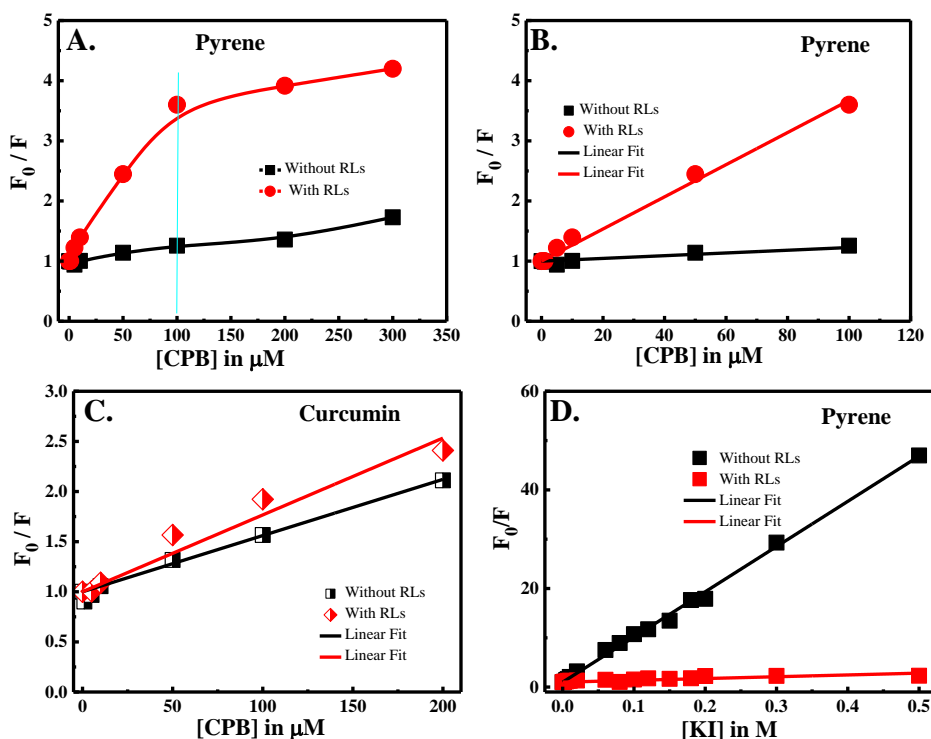 A.
Pyrene
F0 / F
5
4
3
2
1
0
Without RLs
With RLs
0 50 100 150 200 250 300 350
[CPB] in μM
B.
Pyrene
F0 / F
5
4
3
2
1
0
Without RLs
With RLs
Linear Fit
Linear Fit
0 20 40 60 80 100 120
[CPB] in μM
C.
Curcumin
F0 / F
3.0
2.5
2.0
1.5
1.0
0.5
0.0
Without RLs
With RLs
Linear Fit
Linear Fit
0 50 100 150 200
[CPB] in μM
D.
Pyrene
F0/F
60
40
20
0
Without RLs
With RLs
Linear Fit
Linear Fit
0.0 0.1 0.2 0.3 0.4 0.5
[KI] in M